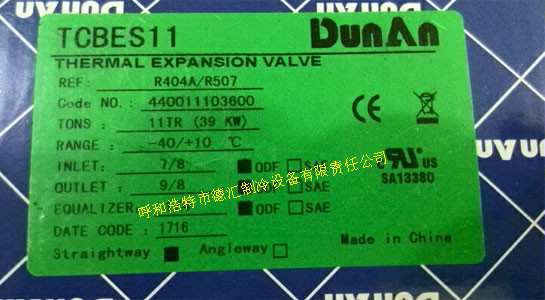 TCBES11 DunAn
THERMAL EXPANSION VALVE
REF: R404A/R507
Code NO.: 440011103600
TONS : 11TR (39 KW)
RANGE : -40/+10 ℃
INLET: 7/8 ■ODF □SAE
OUTLET : 9/8 ODF SAE
EQUALIZER ■ODF □SAE
DATE CODE : 1716
Straightway ■ Angleway □
CE
US
SA13380
Made in China
呼和浩特市德汇制冷设备有限责任公司